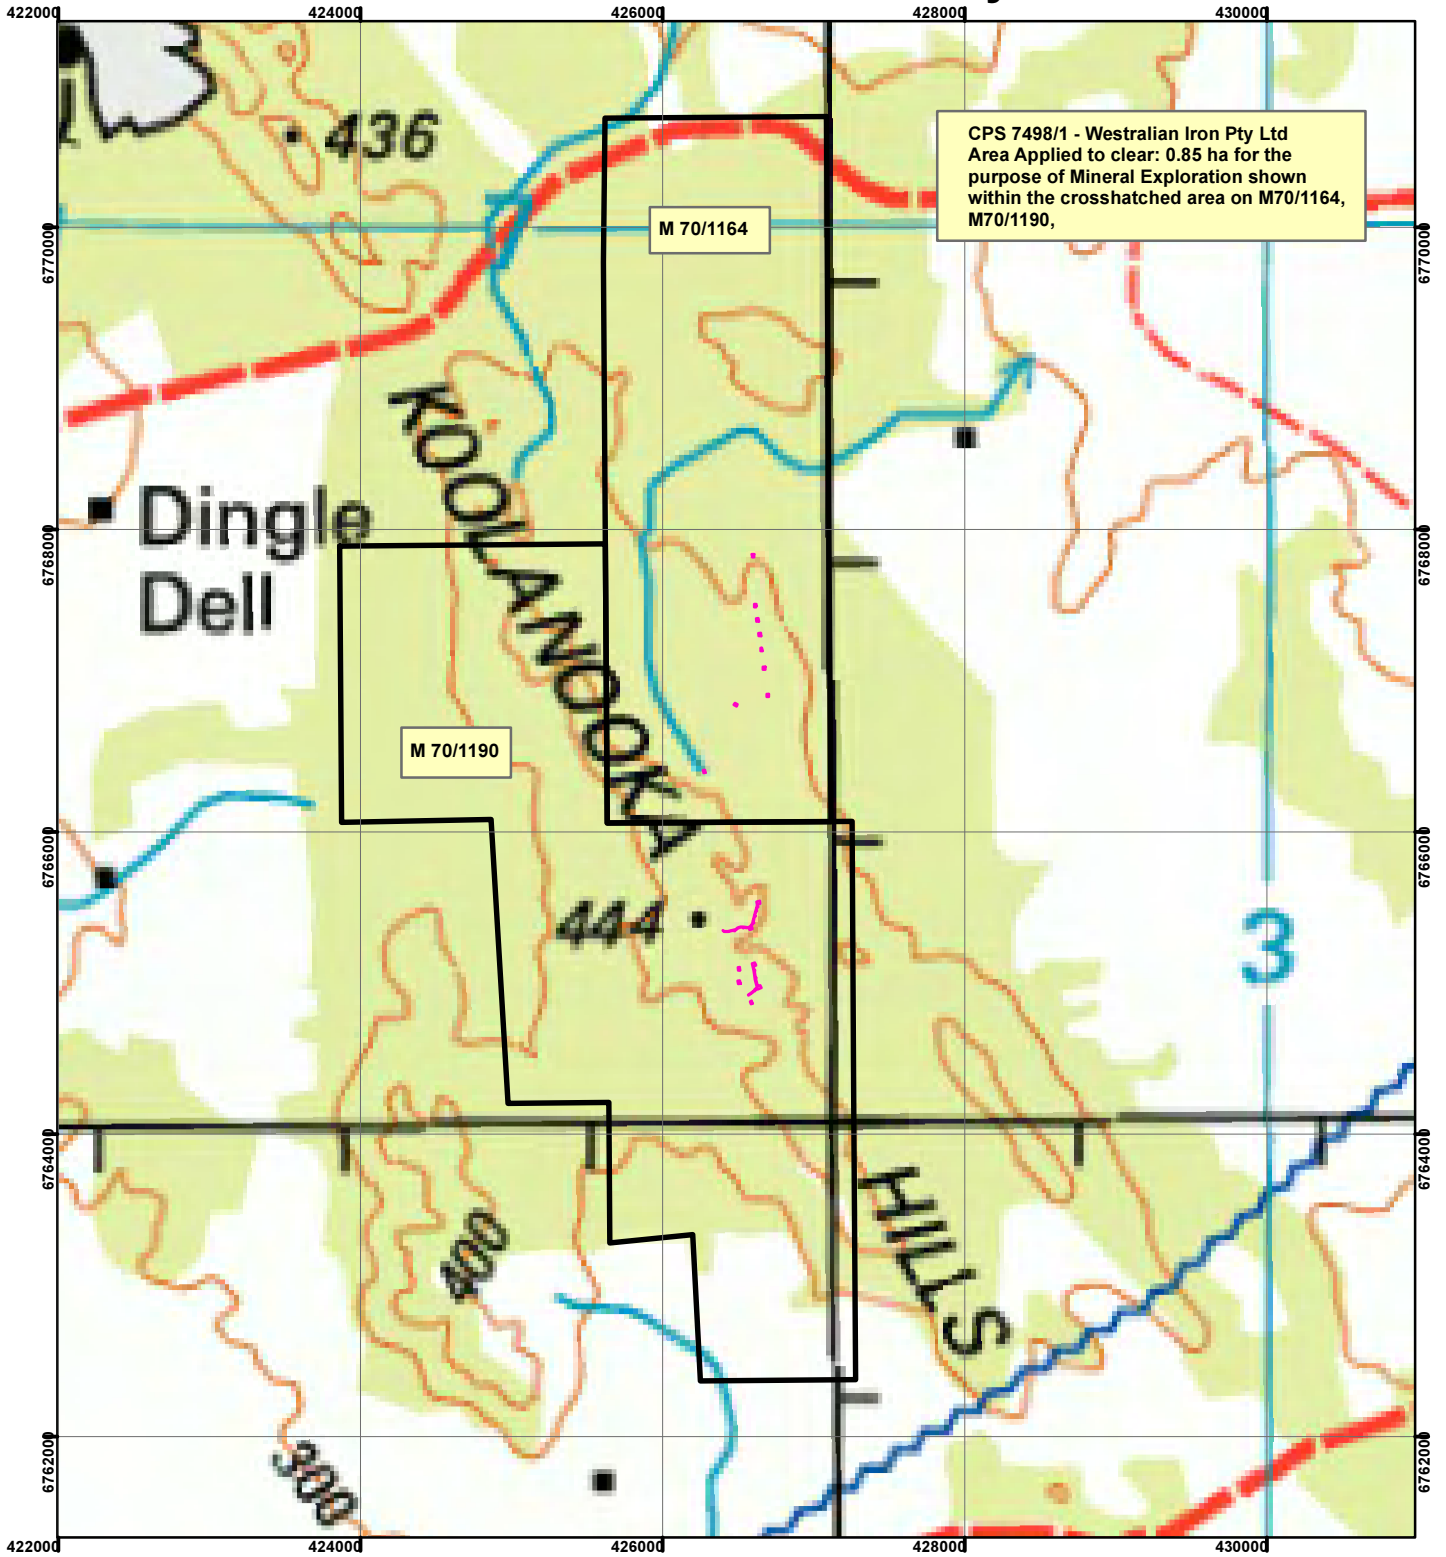 422000 424000 426000 428000 430000
436
CPS 7498/1 - Westralian Iron Pty Ltd
Area Applied to clear: 0.85 ha for the
purpose of Mineral Exploration shown
within the crosshatched area on M70/1164,
M70/1190,
M 70/1164
6770000 6770000
KOOLANOOKA
Dingle
Dell
6768000 6768000
M 70/1190
6766000 6766000
444
3
6764000 6764000
HILLS
400
300
6762000 6762000
422000 424000 426000 428000 430000